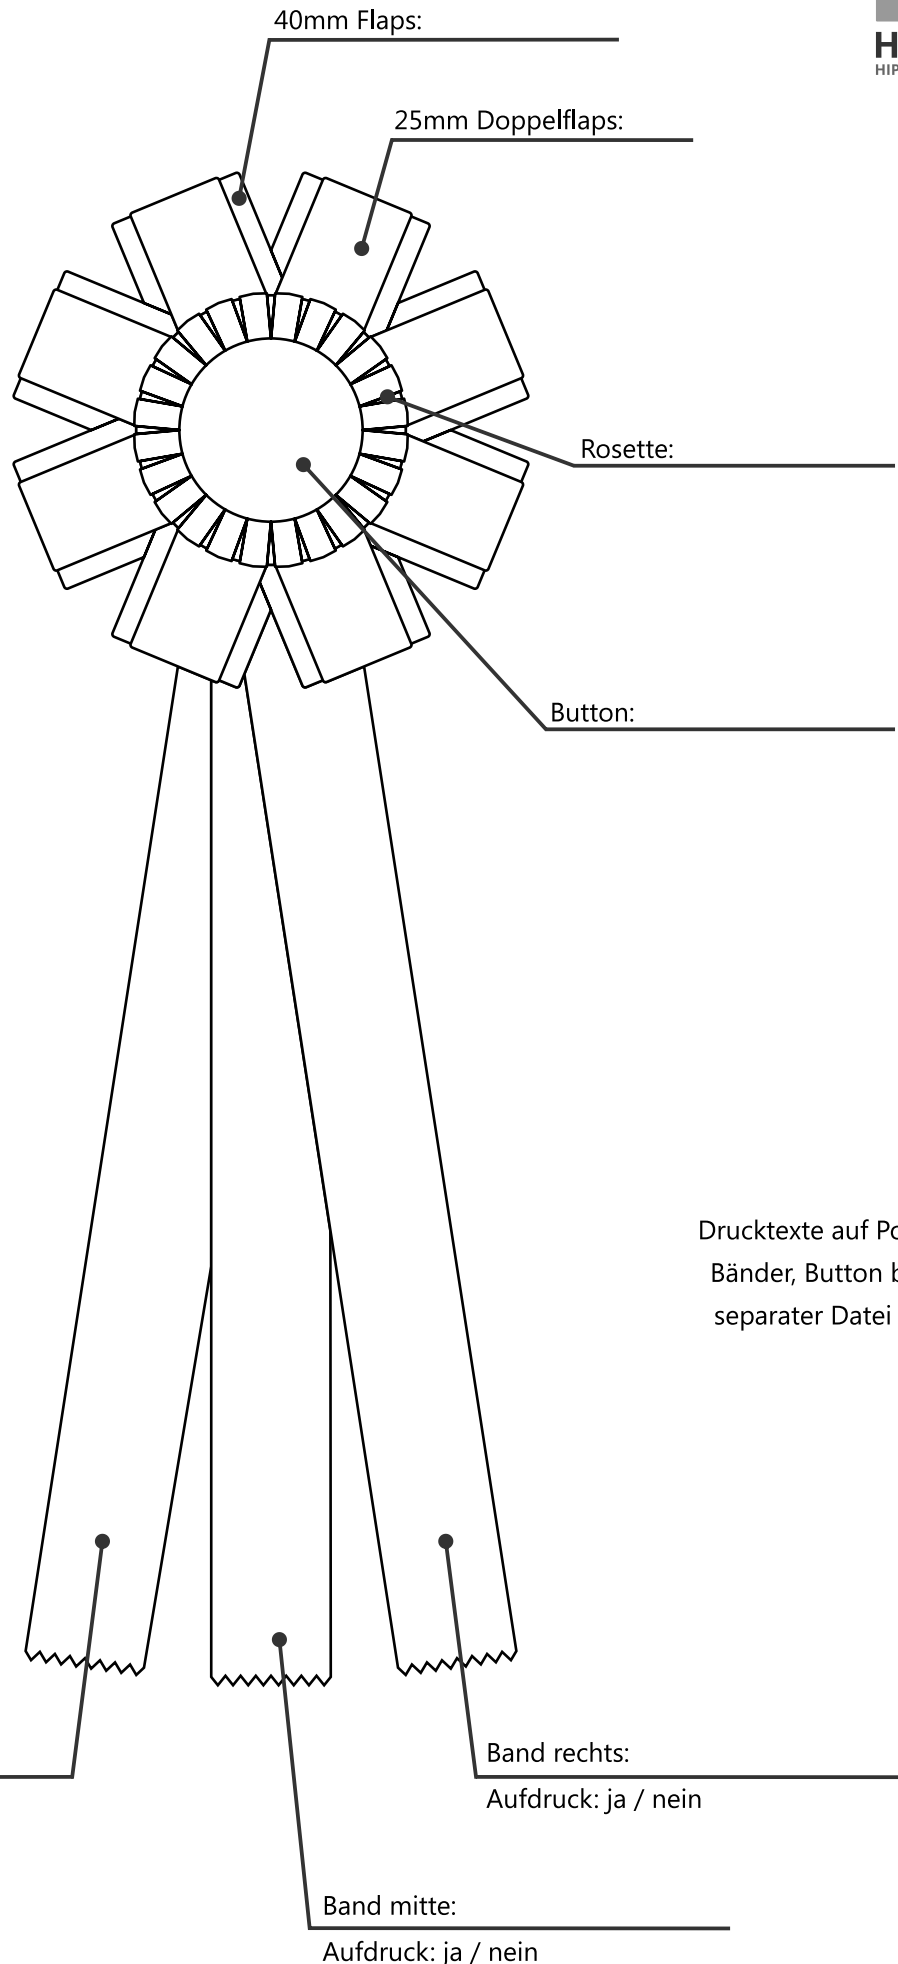 40mm Flaps:
25mm Doppelflaps:
Rosette:
Button:
Drucktexte auf
Bänder, Button
separater Datei
Band rechts:
Aufdruck: ja / nein
Band mitte:
Aufdruck: ja / nein